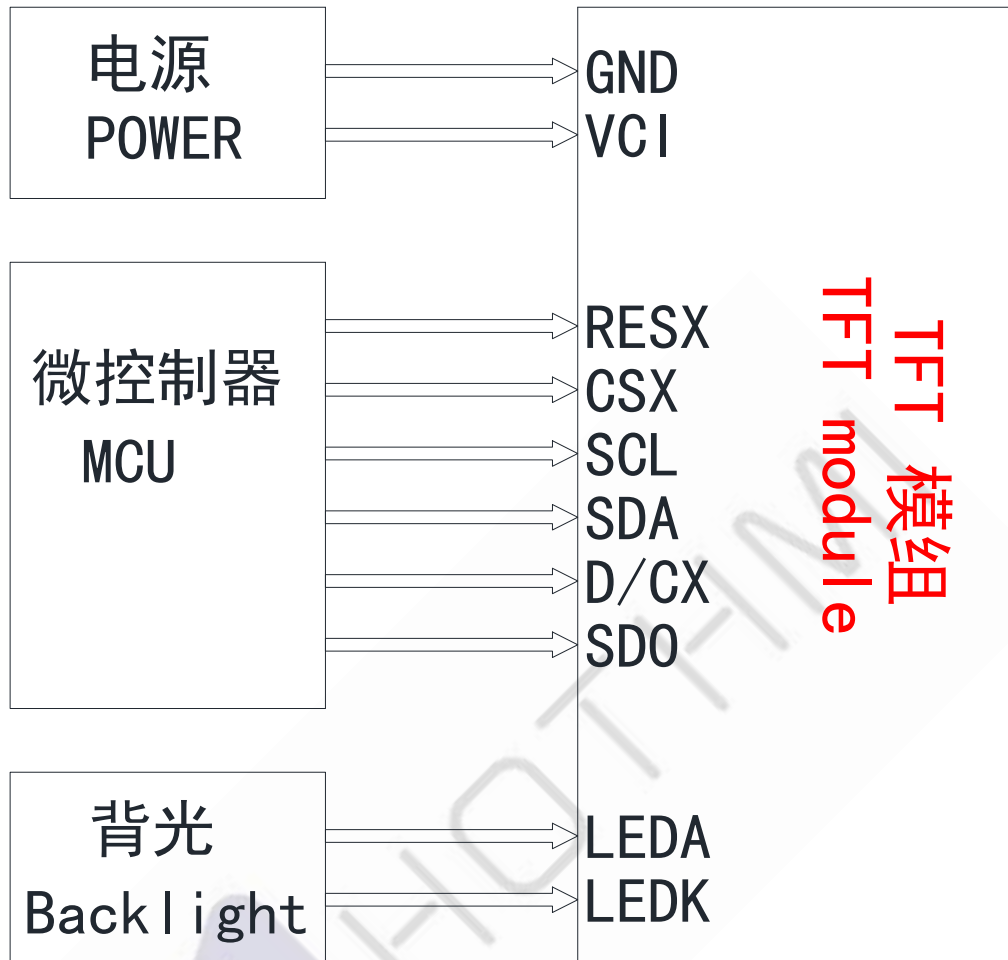 电源
POWER
GND
VCI
微控制器
MCU
RESX
CSX
SCL
SDA
D/CX
SDO
背光
Backlight
LEDA
LEDK
TFT 模组
TFT module
HOTHMI